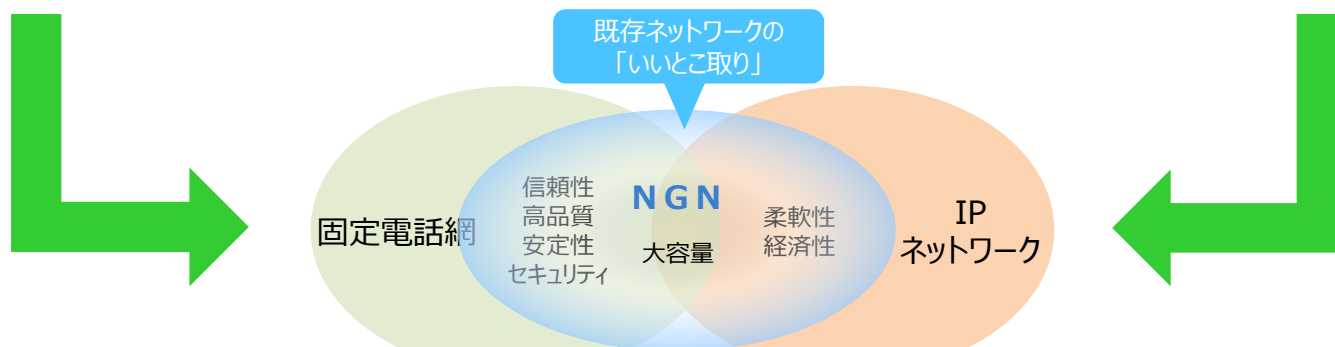 既存ネットワークの
「いいとこ取り」
固定電話網
信頼性
高品質
安定性
セキュリティ
ＮＧＮ
大容量
柔軟性
経済性
IP
ネットワーク